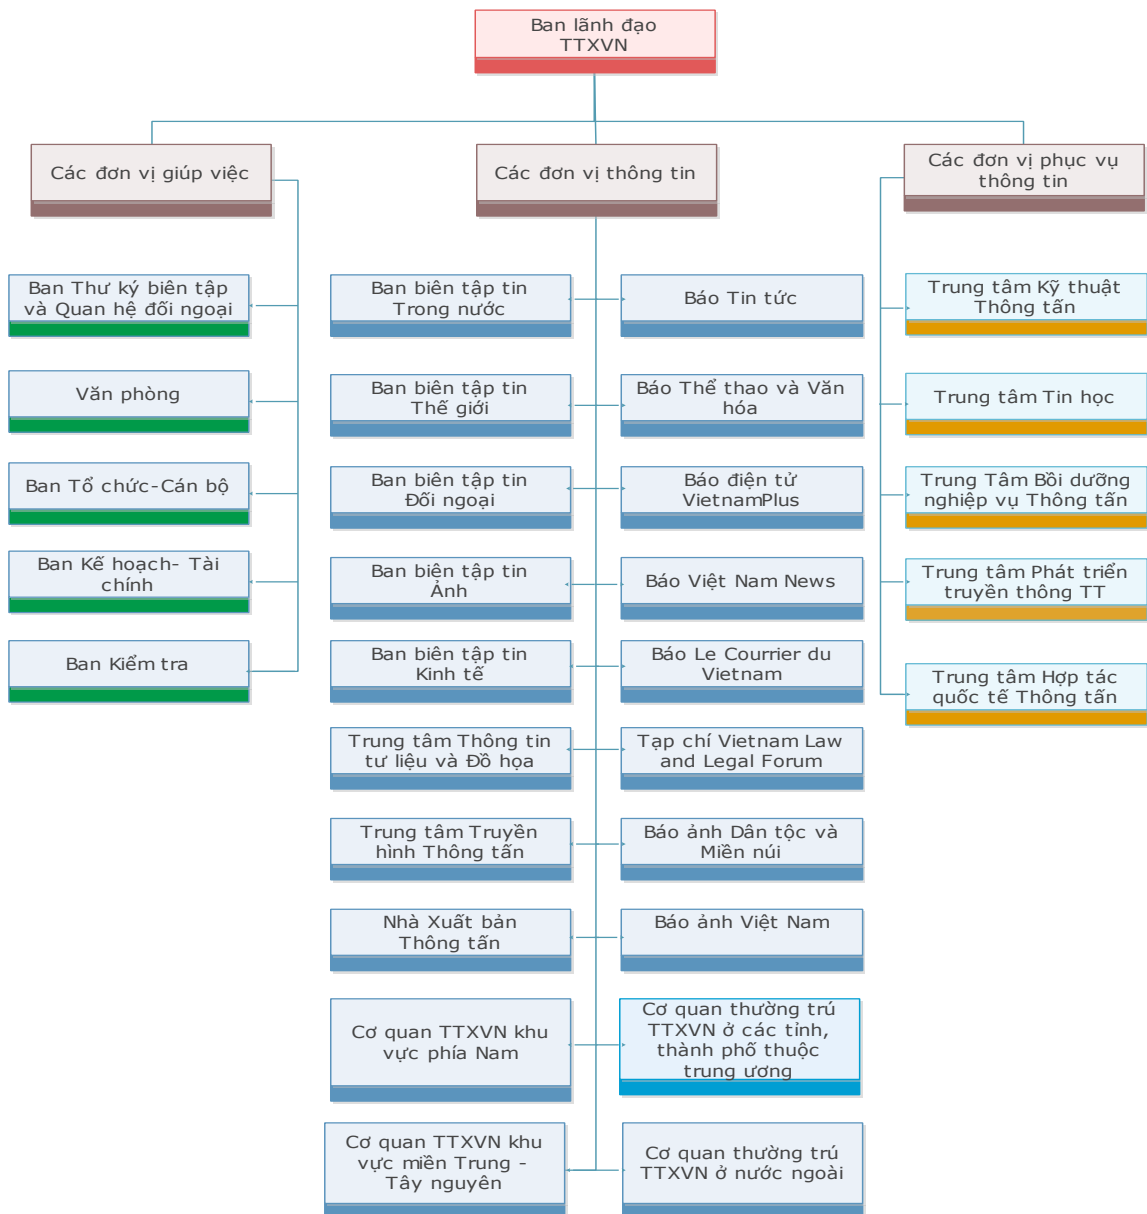 Ban lãnh đạo
TTXVN
Các đơn vị giúp việc
Các đơn vị thông tin
Các đơn vị phục vụ
thông tin
Ban Thư ký biên tập
và Quan hệ đối ngoại
Văn phòng
Ban Tổ chức-Cán bộ
Ban Kế hoạch- Tài
chính
Ban Kiểm tra
Ban biên tập tin
Trong nước
Báo Tin tức
Ban biên tập tin
Thế giới
Báo Thể thao và Văn
hóa
Ban biên tập tin
Đối ngoại
Báo điện tử
VietnamPlus
Ban biên tập tin
Ảnh
Báo Việt Nam News
Ban biên tập tin
Kinh tế
Báo Le Courrier du
Vietnam
Trung tâm Thông tin
tư liệu và Đồ họa
Tạp chí Vietnam Law
and Legal Forum
Trung tâm Truyền
hình Thông tấn
Báo ảnh Dân tộc và
Miền núi
Nhà Xuất bản
Thông tấn
Báo ảnh Việt Nam
Cơ quan TTXVN khu
vực phía Nam
Cơ quan thường trú
TTXVN ở các tỉnh,
thành phố thuộc
trung ương
Cơ quan TTXVN khu
vực miền Trung -
Tây nguyên
Cơ quan thường trú
TTXVN ở nước ngoài
Trung tâm Kỹ thuật
Thông tấn
Trung tâm Tin học
Trung Tâm Bồi dưỡng
nghiệp vụ Thông tấn
Trung tâm Phát triển
truyền thông TT
Trung tâm Hợp tác
quốc tế Thông tấn